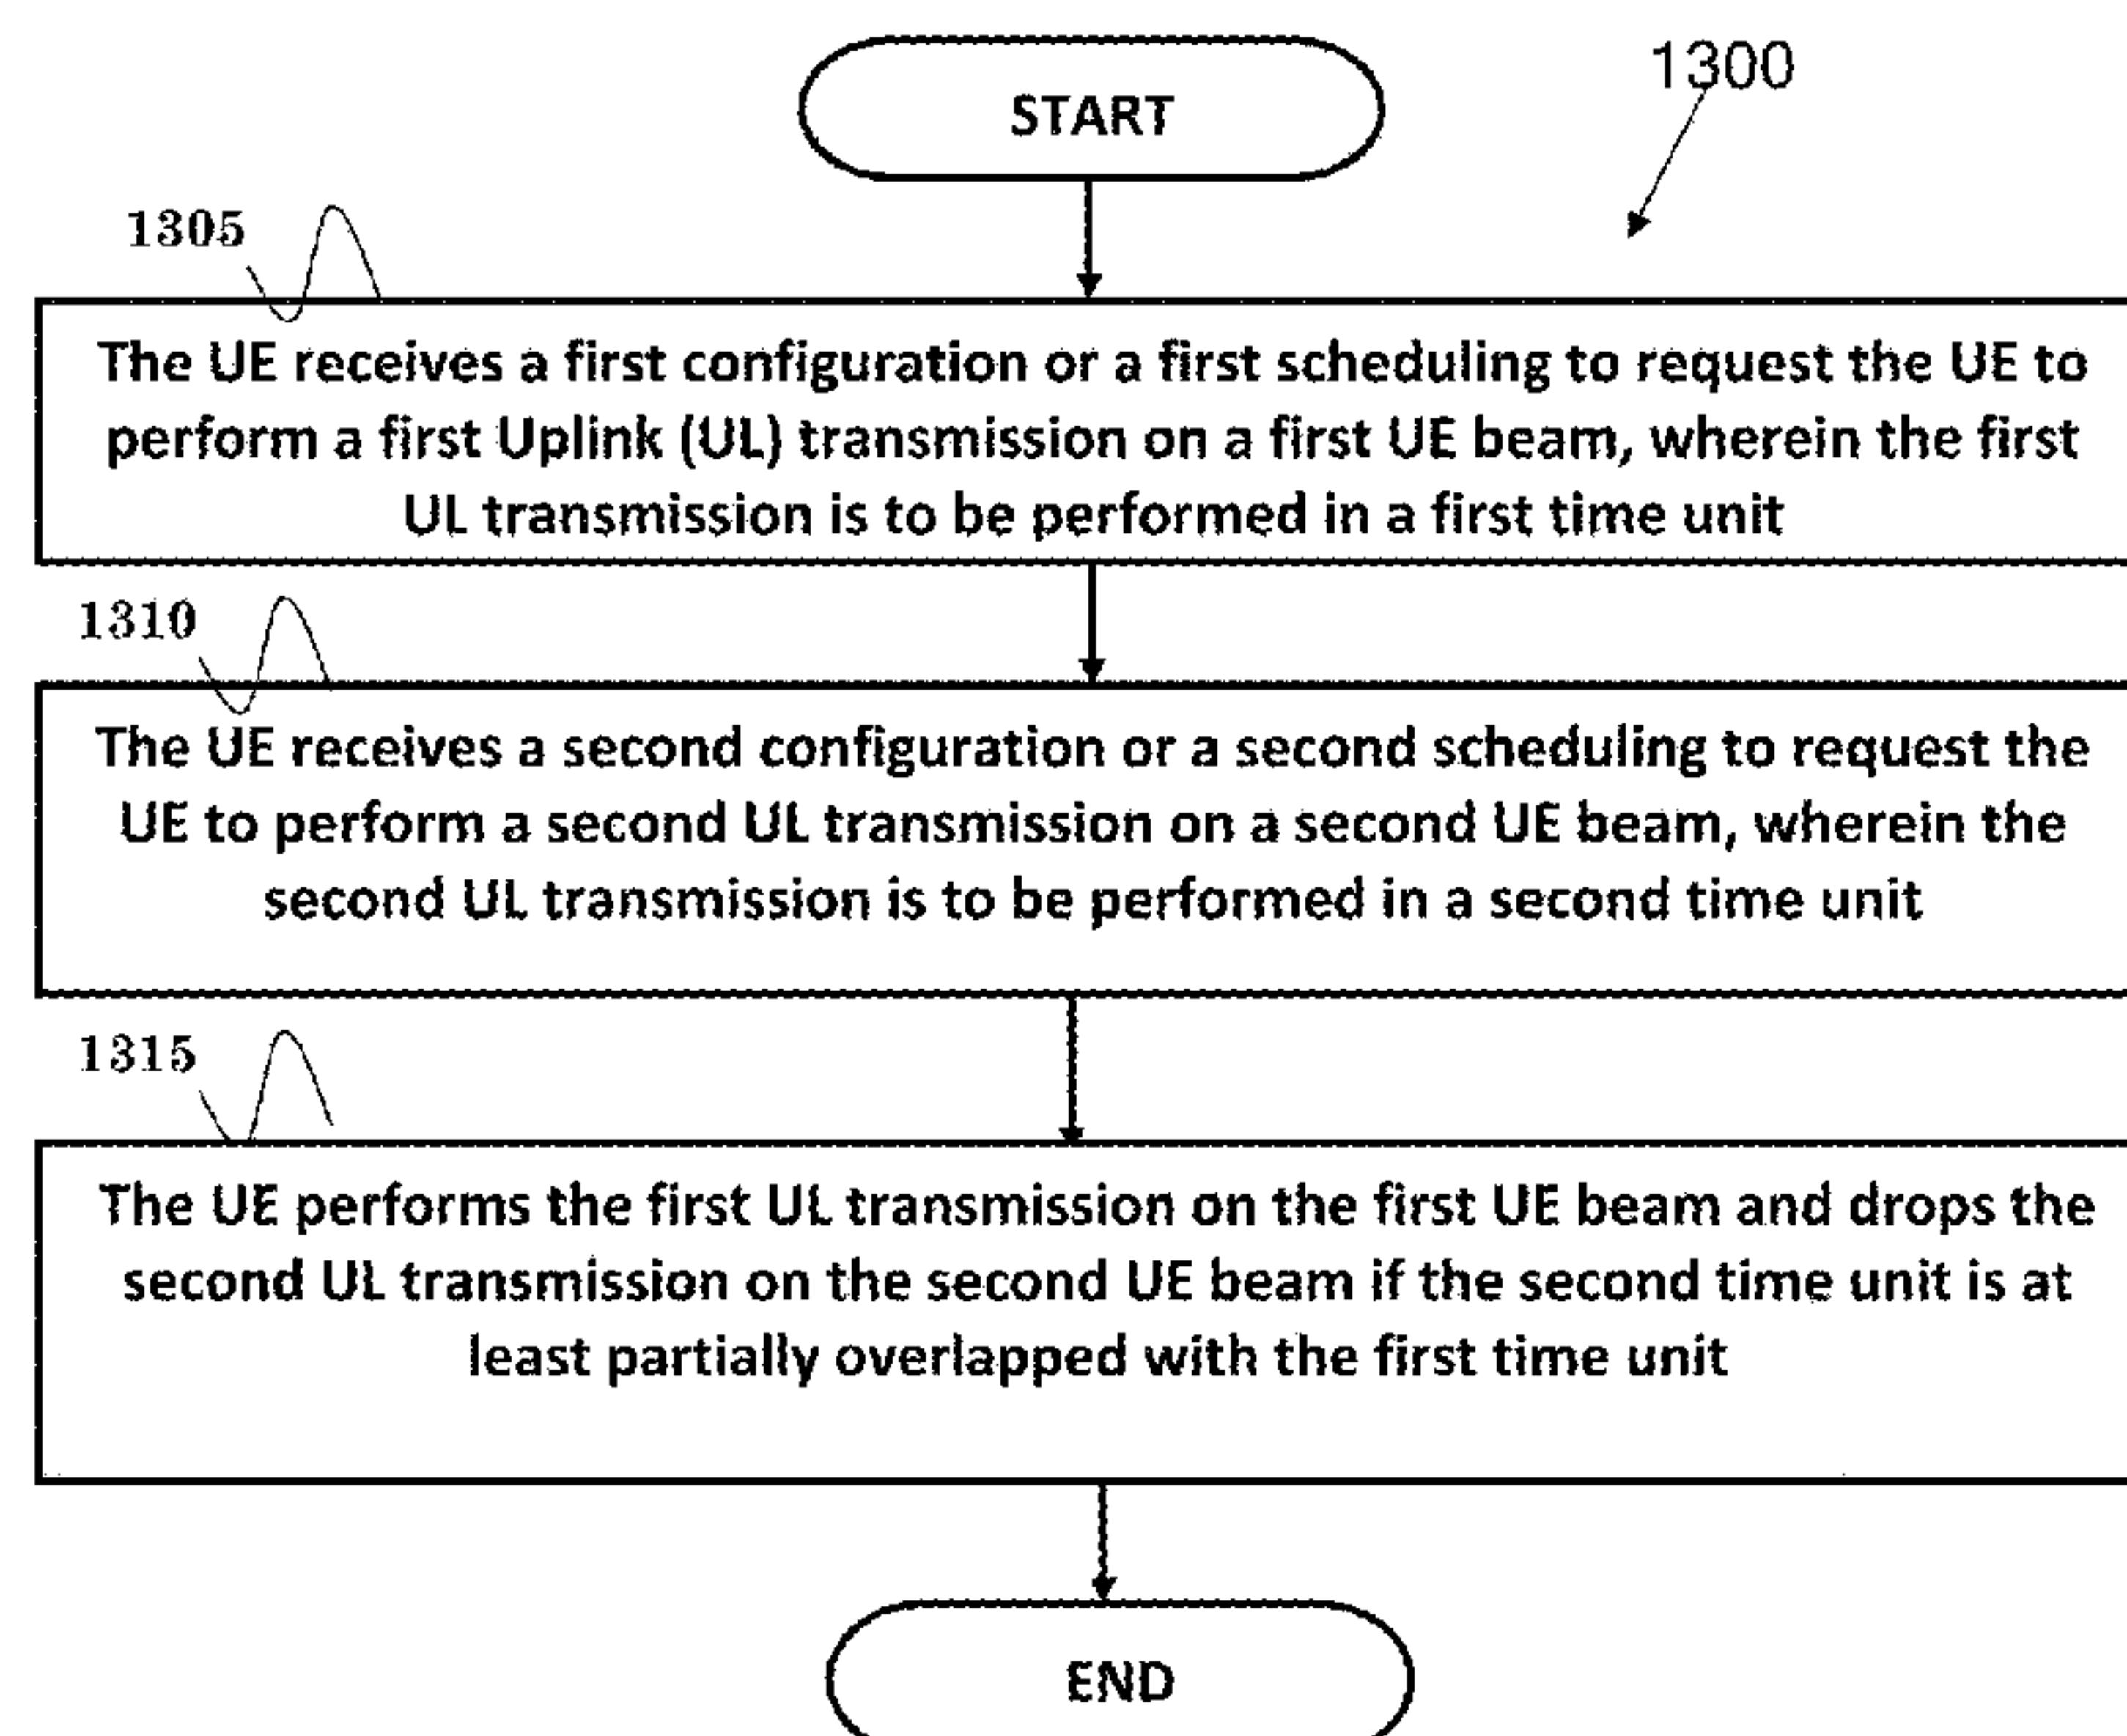 START
1300
1305
The UE receives a first configuration or a first scheduling to request the UE to
perform a first Uplink (UL) transmission on a first UE beam, wherein the first
UL transmission is to be performed in a first time unit
1310
The UE receives a second configuration or a second scheduling to request the
UE to perform a second UL transmission on a second UE beam, wherein the
second UL transmission is to be performed in a second time unit
1315
The UE performs the first UL transmission on the first UE beam and drops the
second UL transmission on the second UE beam if the second time unit is at
least partially overlapped with the first time unit
END